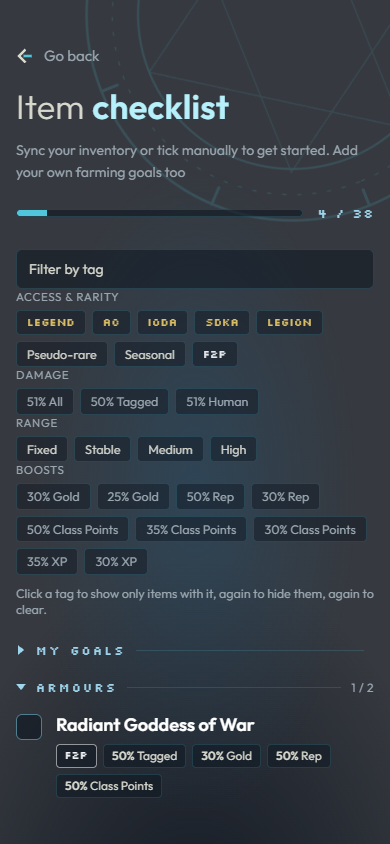 Go back
Item checklist
Sync your inventory or tick manually to get started. Add
your own farming goals too
4 / 38
Filter by tag
ACCESS & RARITY
LEGEND AO IODA SDKA LEGION
Pseudo-rare Seasonal F2P
DAMAGE
51% All 50% Tagged 51% Human
RANGE
Fixed Stable Medium High
BOOSTS
30% Gold 25% Gold 50% Rep 30% Rep
50% Class Points 35% Class Points 30% Class Points
35% XP 30% XP
Click a tag to show only items with it, again to hide them, again to
clear.
MY GOALS
ARMOURS 1 / 2
Radiant Goddess of War
F2P 50% Tagged 30% Gold 50% Rep
50% Class Points